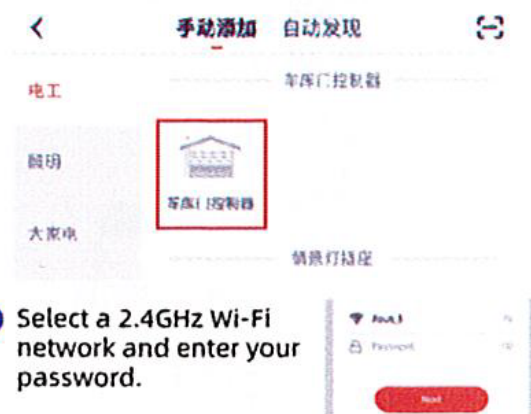 手动添加 自动发现
电工
车库门控制器
照明
车库门控制器
大家电
情景灯插座
Select a 2.4GHz Wi-Fi
network and enter your
password.
Password
Next